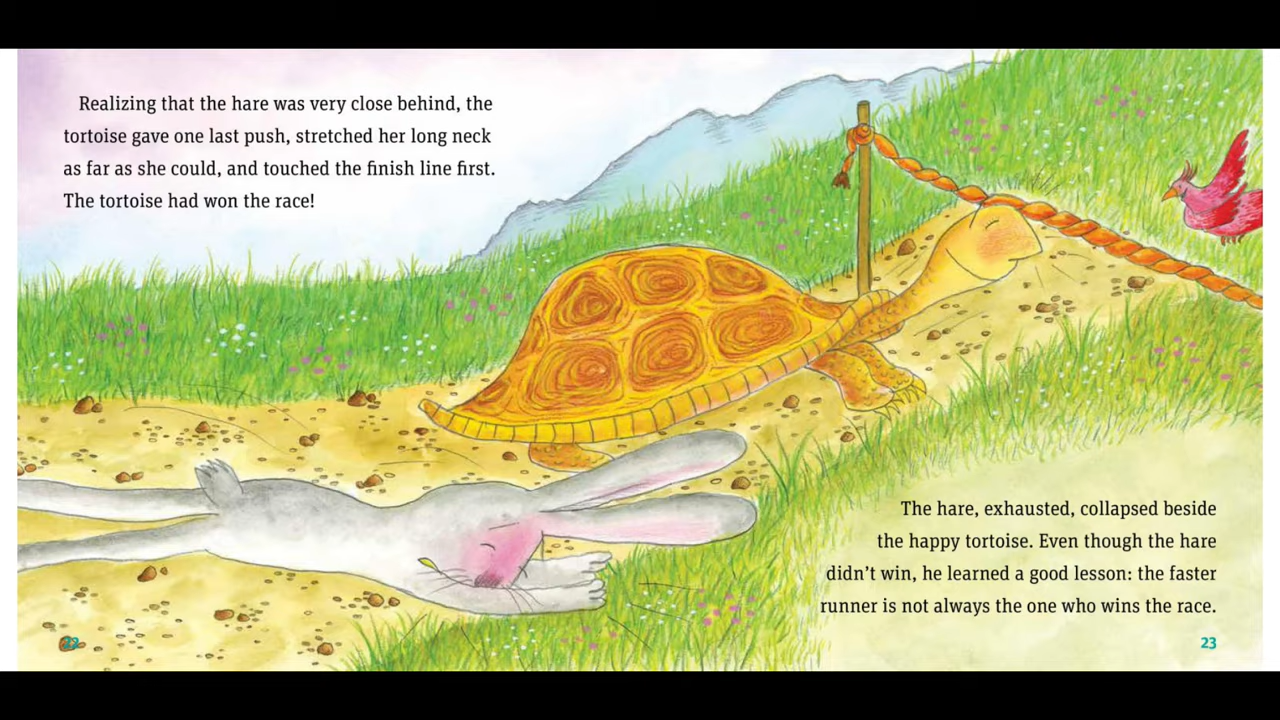 Realizing that the hare was very close behind, the
tortoise gave one last push, stretched her long neck
as far as she could, and touched the finish line first.
The tortoise had won the race!
The hare, exhausted, collapsed beside
the happy tortoise. Even though the hare
didn’t win, he learned a good lesson: the faster
runner is not always the one who wins the race.
22
23